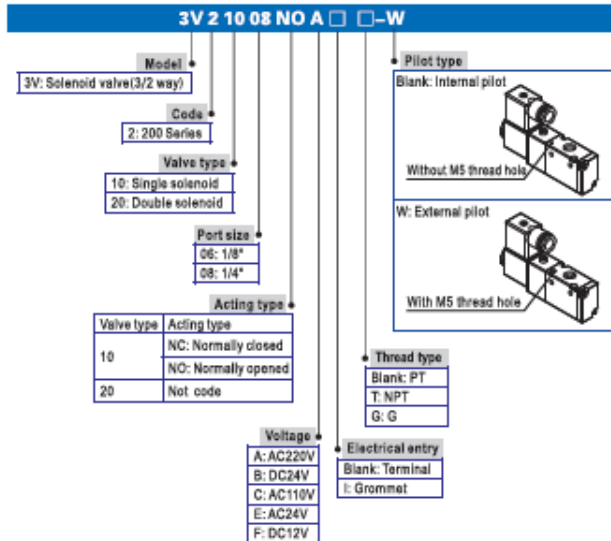 3V 2 10 08 NO A □ □–W
Model
3V: Solenoid valve(3/2 way)
Code
2: 200 Series
Valve type
10: Single solenoid
20: Double solenoid
Port size
06: 1/8"
08: 1/4"
Acting type
Valve type Acting type
10
NC: Normally closed
NO: Normally opened
20 Not code
Voltage
A: AC220V
B: DC24V
C: AC110V
E: AC24V
F: DC12V
Electrical entry
Blank: Terminal
I: Grommet
Thread type
Blank: PT
T: NPT
G: G
Pilot type
Blank: Internal pilot
Without M5 thread hole
W: External pilot
With M5 thread hole